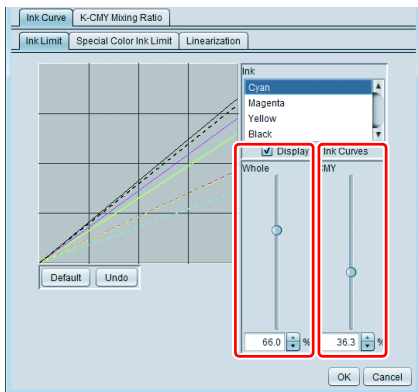 Ink Curve K-CMY Mixing Ratio
Ink Limit Special Color Ink Limit Linearization
Ink
Cyan
Magenta
Yellow
Black
Display Ink Curves
Whole CMY
Default Undo
66.0 % 36.3 %
OK Cancel